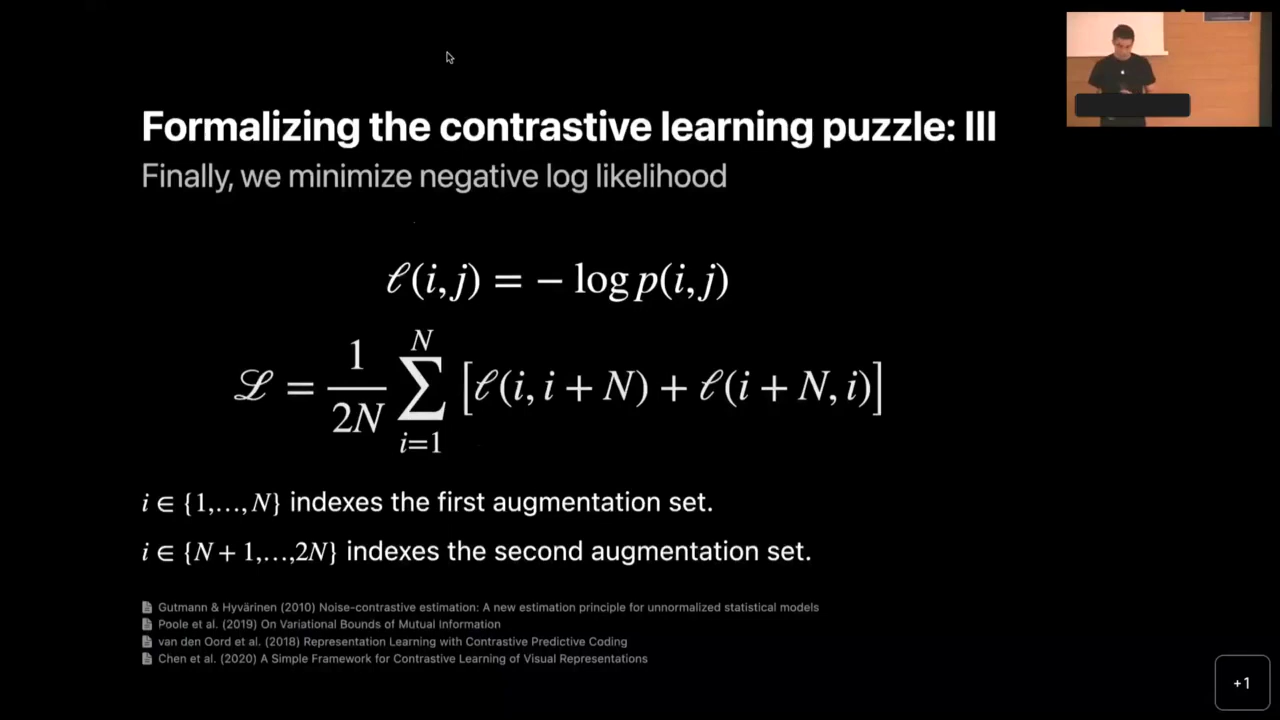 Formalizing the contrastive learning puzzle: III
Finally, we minimize negative log likelihood
ℓ(i, j) = − log p(i, j)
ℒ = \frac{1}{2N} \sum_{i=1}^{N} [ℓ(i, i + N) + ℓ(i + N, i)]
i ∈ {1,…, N} indexes the first augmentation set.
i ∈ {N + 1,…,2N} indexes the second augmentation set.
Gutmann & Hyvärinen (2010) Noise-contrastive estimation: A new estimation principle for unnormalized statistical models
Poole et al. (2019) On Variational Bounds of Mutual Information
van den Oord et al. (2018) Representation Learning with Contrastive Predictive Coding
Chen et al. (2020) A Simple Framework for Contrastive Learning of Visual Representations
+1